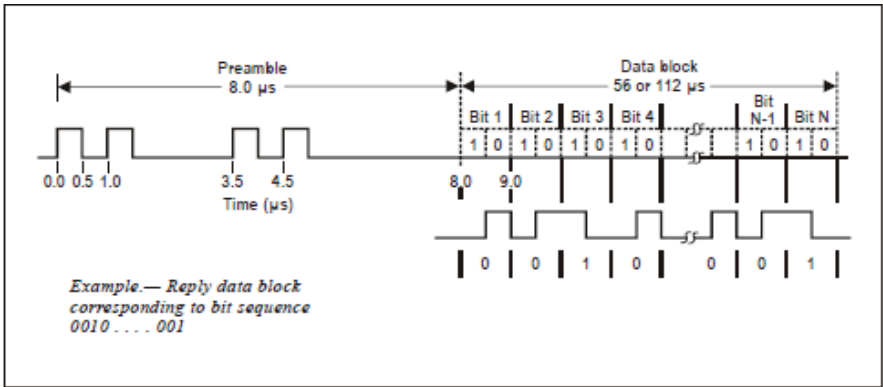 Preamble
8.0 µs
Data block
56 or 112 µs
Bit 1 Bit 2 Bit 3 Bit 4 Bit N-1 Bit N
1 0 1 0 1 0 1 0 1 0 1 0
0.0 0.5 1.0 3.5 4.5 8.0 9.0
Time (µs)
0 0 1 0 0 0 1
Example.— Reply data block
corresponding to bit sequence
0010 . . . . 001